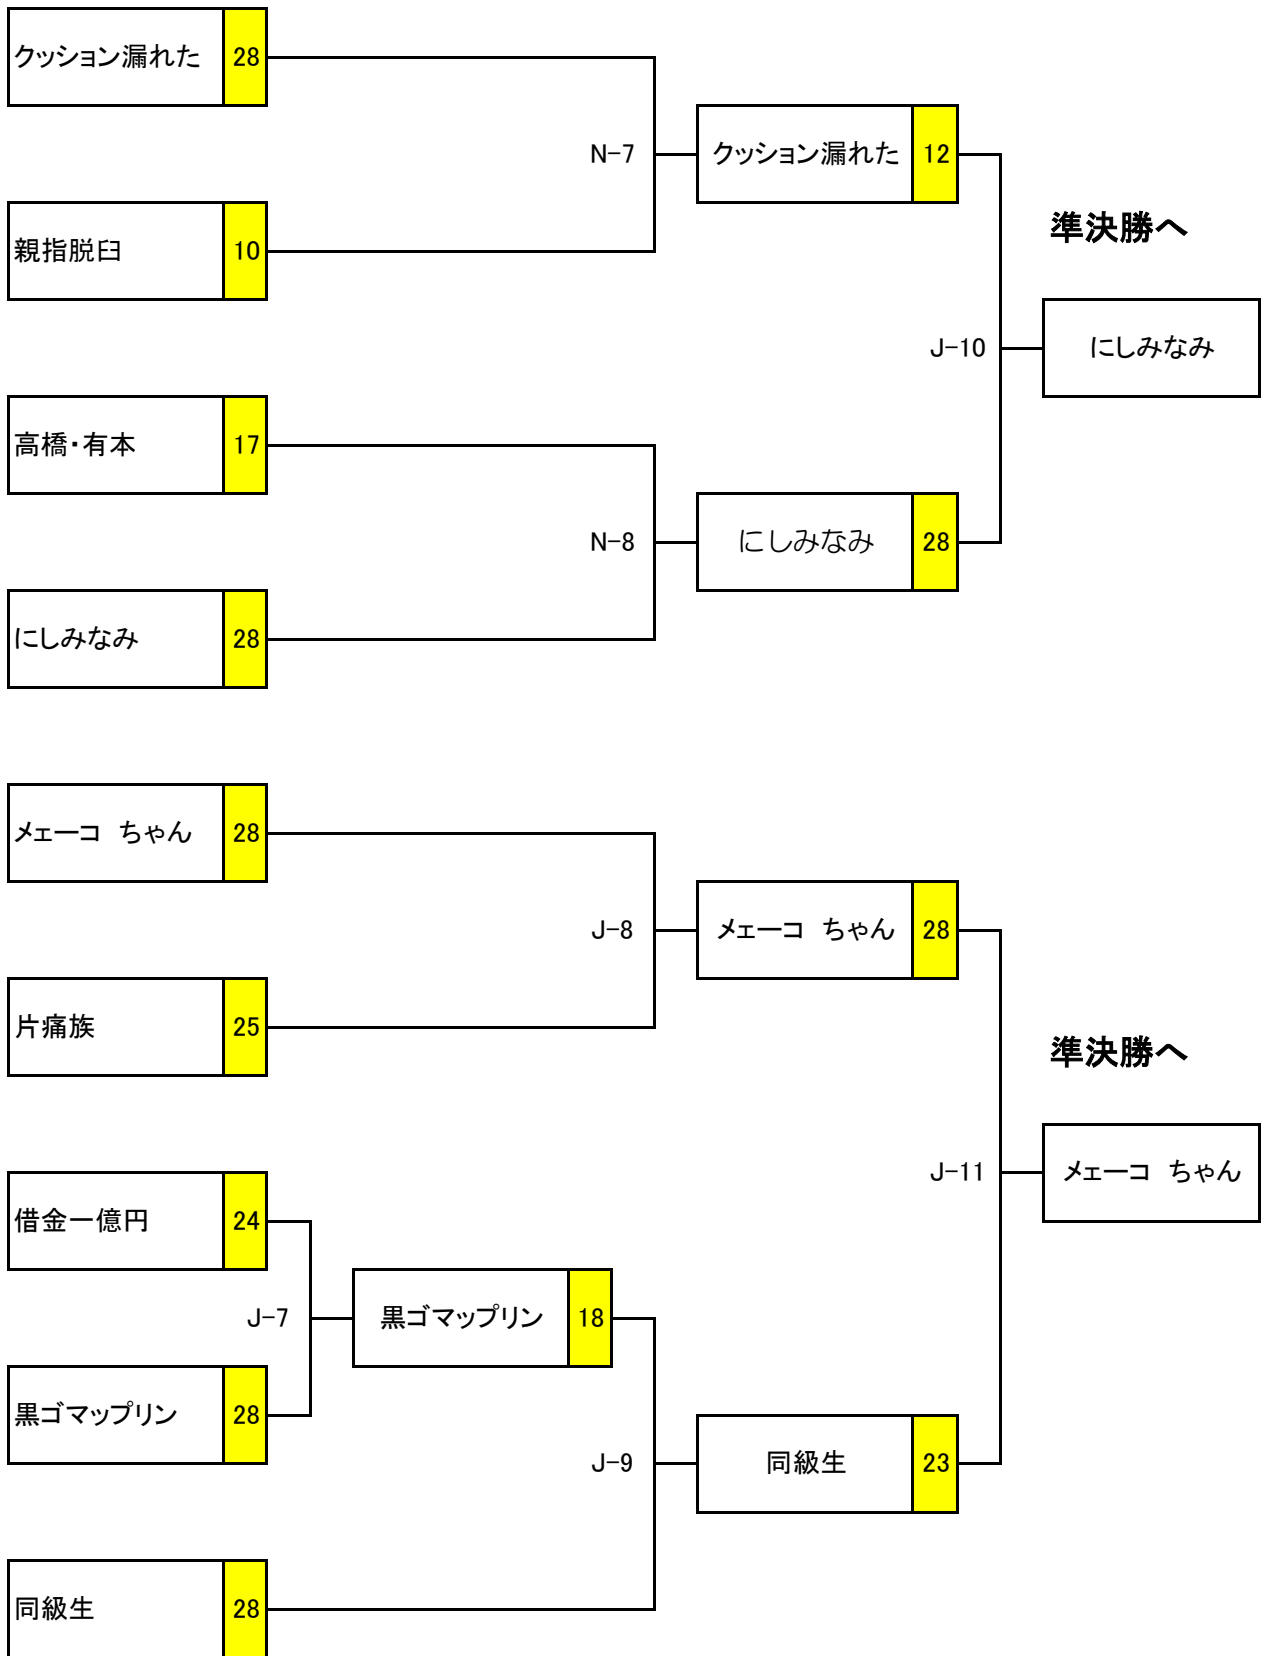 クッション漏れた 28
N-7
クッション漏れた 12
親指脱臼 10
準決勝へ
J-10
にしみなみ
高橋・有本 17
N-8
にしみなみ 28
にしみなみ 28
メェーコ　ちゃん 28
J-8
メェーコ　ちゃん 28
片痛族 25
準決勝へ
J-11
メェーコ　ちゃん
借金一億円 24
J-7
黒ゴマップリン 18
黒ゴマップリン 28
J-9
同級生 23
同級生 28